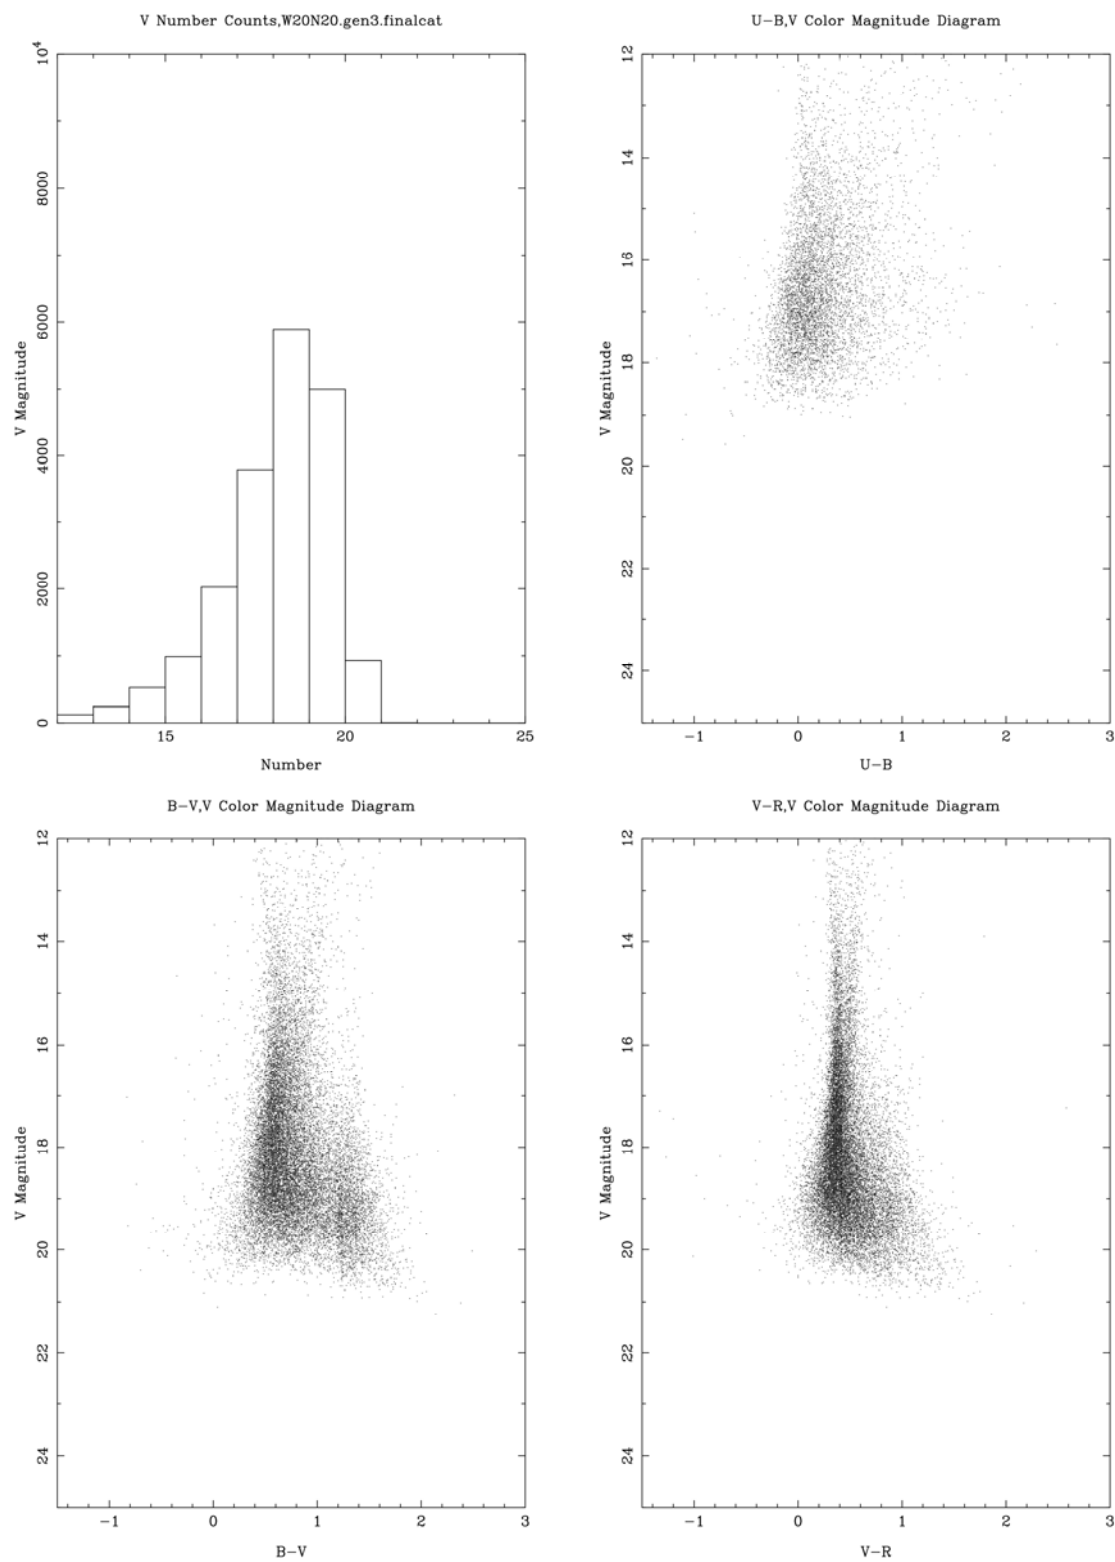 V Number Counts,W20N20.gen3.finalcat
V Magnitude
10^4
8000
6000
4000
2000
0
15 20 25
Number
U-B,V Color Magnitude Diagram
V Magnitude
12
14
16
18
20
22
24
-1 0 1 2 3
U-B
B-V,V Color Magnitude Diagram
V Magnitude
12
14
16
18
20
22
24
-1 0 1 2 3
B-V
V-R,V Color Magnitude Diagram
V Magnitude
12
14
16
18
20
22
24
-1 0 1 2 3
V-R